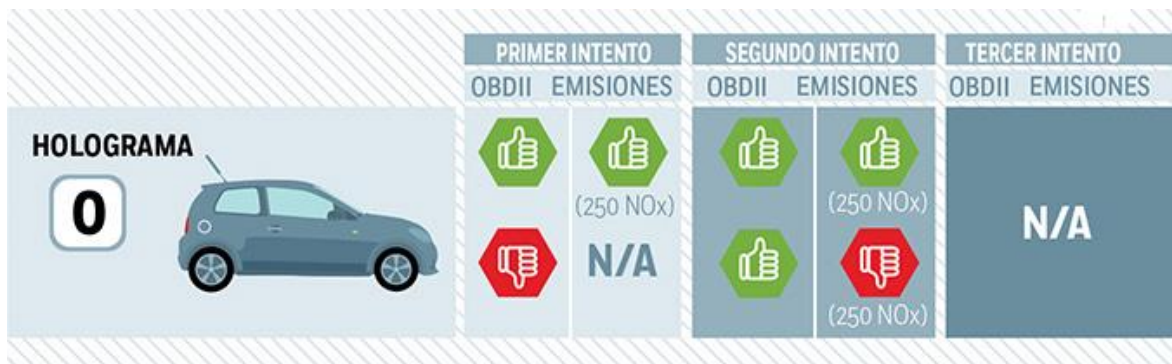 PRIMER INTENTO SEGUNDO INTENTO TERCER INTENTO
OBDII EMISIONES OBDII EMISIONES OBDII EMISIONES
HOLOGRAMA
0
(250 NOx) (250 NOx)
N/A N/A
(250 NOx)